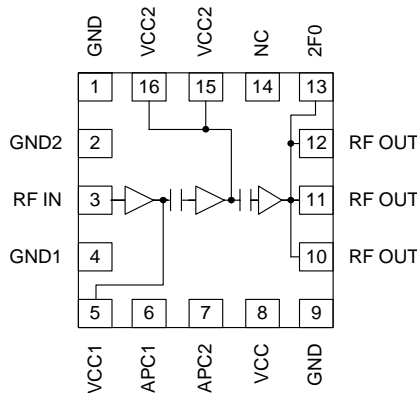 GND
VCC2
VCC2
NC
2F0
1
16
15
14
13
GND2
2
12
RF OUT
RF IN
3
11
RF OUT
GND1
4
10
RF OUT
5
6
7
8
9
VCC1
APC1
APC2
VCC
GND